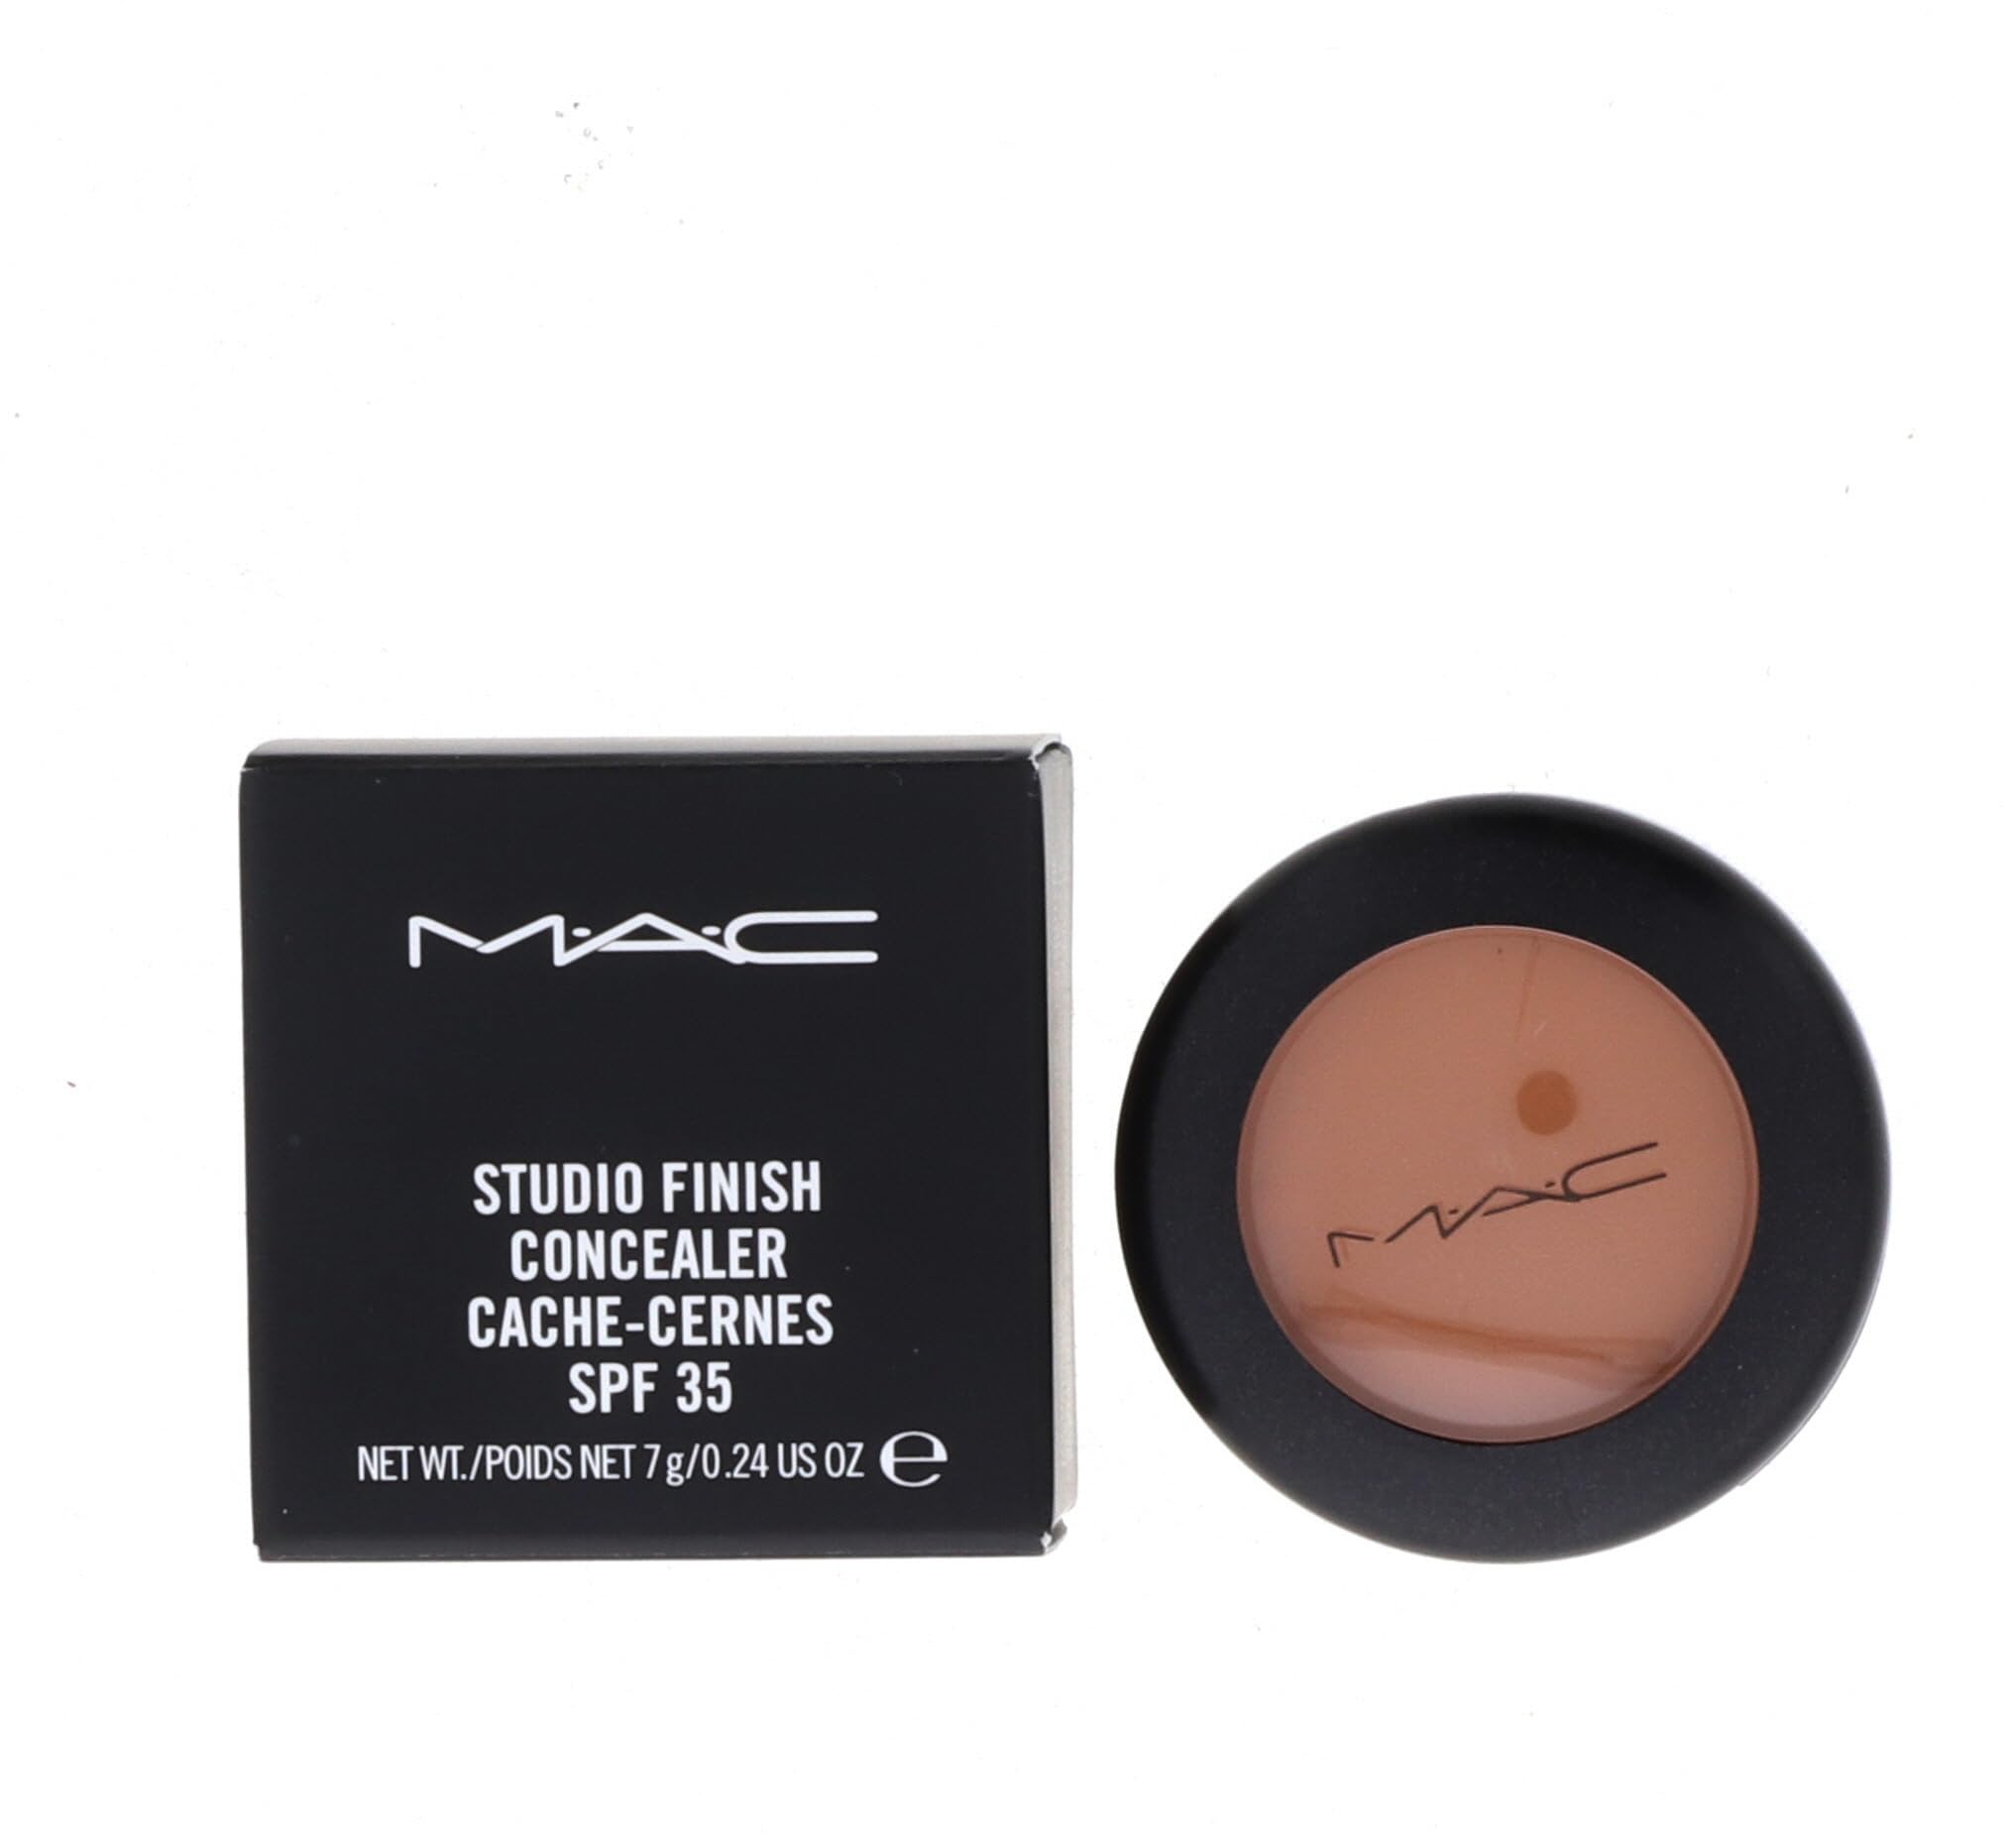 M·A·C
STUDIO FINISH
CONCEALER
CACHE-CERNES
SPF 35
NET WT./POIDS NET 7 g/0.24 US OZ e
M·A·C